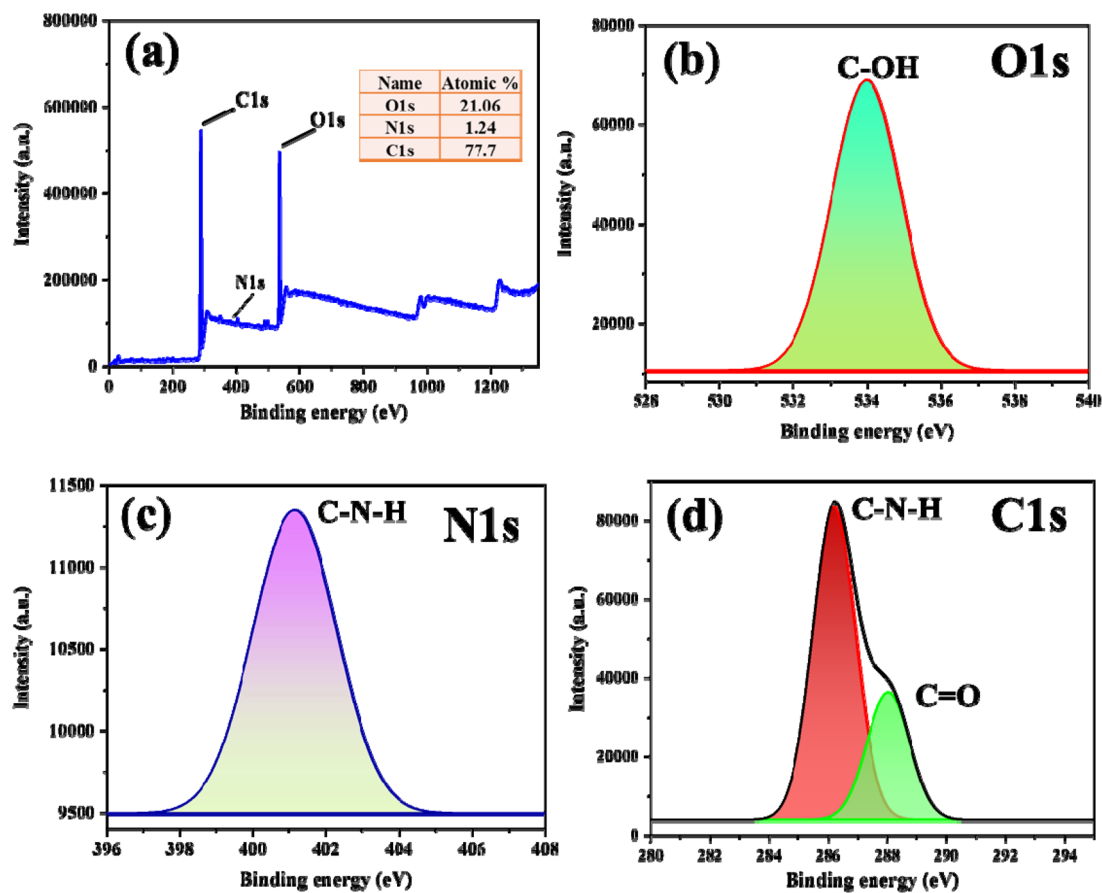 (a)
C1s
O1s
N1s
Name Atomic %
O1s 21.06
N1s 1.24
C1s 77.7
800000
600000
400000
200000
0
Intensity (a.u.)
0 200 400 600 800 1000 1200
Binding energy (eV)
(b)
C-OH
O1s
80000
60000
40000
20000
Intensity (a.u.)
528 530 532 534 536 538 540
Binding energy (eV)
(c)
C-N-H
N1s
11500
11000
10500
10000
9500
Intensity (a.u.)
396 398 400 402 404 406 408
Binding energy (eV)
(d)
C-N-H
C1s
C=O
80000
60000
40000
20000
0
Intensity (a.u.)
280 282 284 286 288 290 292 294
Binding energy (eV)